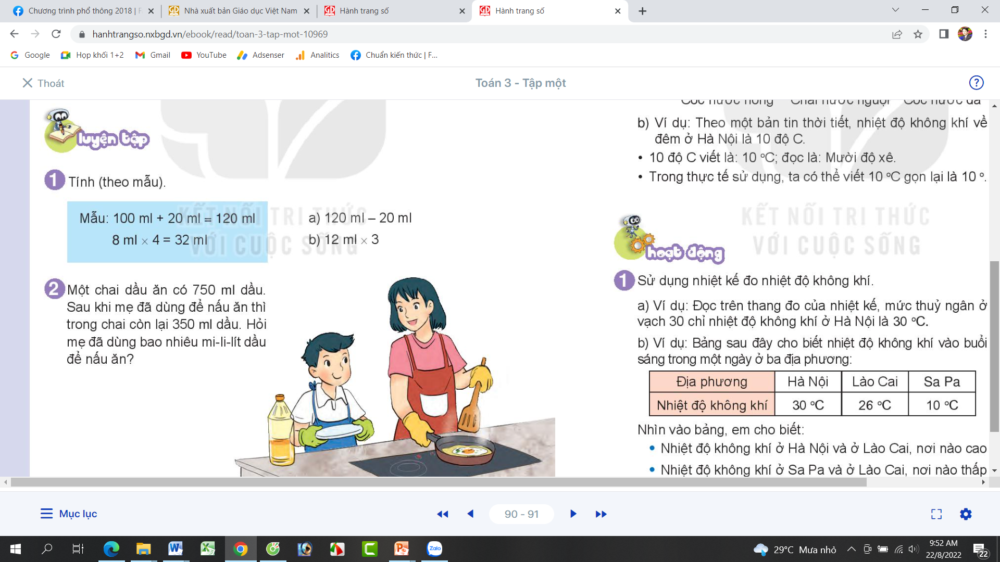 Chương trình phổ thông 2018 | F
Nhà xuất bản Giáo dục Việt Nam
Hành trang số
Hành trang số
hanhtrangso.nxbgd.vn/ebook/read/toan-3-tap-mot-10969
Google
Họp khối 1+2
Gmail
YouTube
Adsenser
Analitics
Chuẩn kiến thức | F...
Thoát
Toán 3 - Tập một
luyện tập
1 Tính (theo mẫu).
Mẫu: 100 ml + 20 ml = 120 ml
8 ml × 4 = 32 ml
a) 120 ml – 20 ml
b) 12 ml × 3
KẾT NỐI TRI THỨC
VỚI CUỘC SỐNG
2 Một chai dầu ăn có 750 ml dầu.
Sau khi mẹ đã dùng để nấu ăn thì
trong chai còn lại 350 ml dầu. Hỏi
mẹ đã dùng bao nhiêu mi-li-lít dầu
để nấu ăn?
Cốc nước nóng Chai nước nguội Cốc nước đá
b) Ví dụ: Theo một bản tin thời tiết, nhiệt độ không khí về
đêm ở Hà Nội là 10 độ C.
• 10 độ C viết là: 10 °C; đọc là: Mười độ xê.
• Trong thực tế sử dụng, ta có thể viết 10 °C gọn lại là 10 °.
KẾT NỐI TRI THỨC
VỚI CUỘC SỐNG
hoạt động
1 Sử dụng nhiệt kế đo nhiệt độ không khí.
a) Ví dụ: Đọc trên thang đo của nhiệt kế, mức thuỷ ngân ở
vạch 30 chỉ nhiệt độ không khí ở Hà Nội là 30 °C.
b) Ví dụ: Bảng sau đây cho biết nhiệt độ không khí vào buổi
sáng trong một ngày ở ba địa phương:
Địa phương Hà Nội Lào Cai Sa Pa
Nhiệt độ không khí 30 °C 26 °C 10 °C
Nhìn vào bảng, em cho biết:
• Nhiệt độ không khí ở Hà Nội và ở Lào Cai, nơi nào cao
• Nhiệt độ không khí ở Sa Pa và ở Lào Cai, nơi nào thấp
Mục lục
90 - 91
Zalo
29°C Mưa nhỏ
9:52 AM
22/8/2022
22